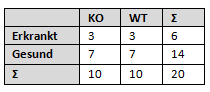 KO WT Σ
Erkrankt 3 3 6
Gesund 7 7 14
Σ 10 10 20